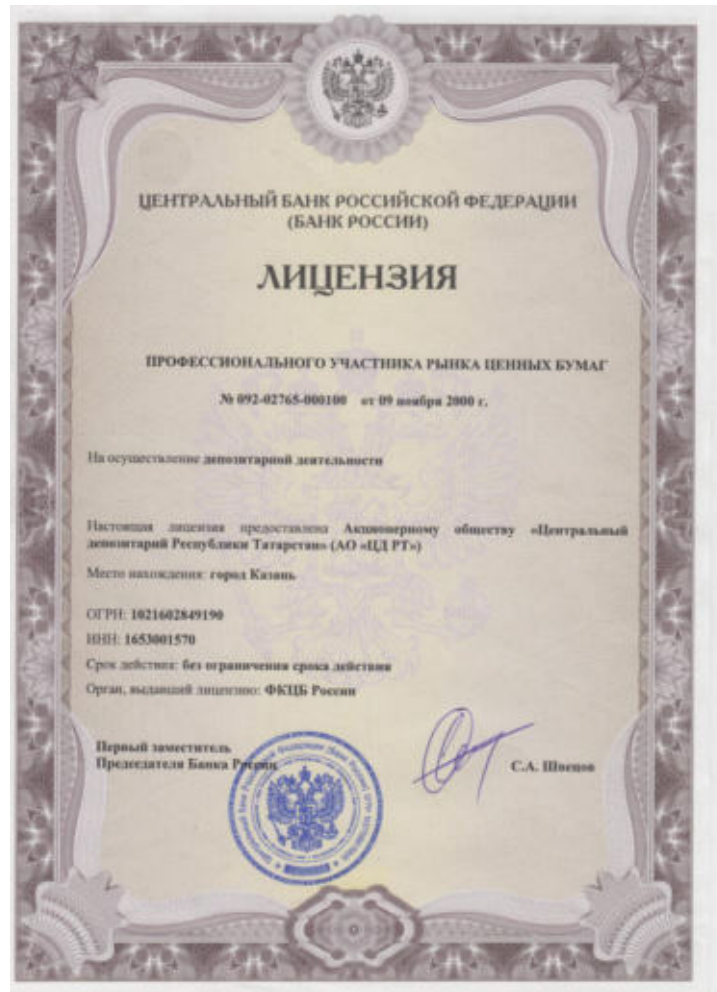 ЦЕНТРАЛЬНЫЙ БАНК РОССИЙСКОЙ ФЕДЕРАЦИИ
(БАНК РОССИИ)
ЛИЦЕНЗИЯ
ПРОФЕССИОНАЛЬНОГО УЧАСТНИКА РЫНКА ЦЕННЫХ БУМАГ
№ 092-02765-000100 от 09 ноября 2000 г.
На осуществление депозитарной деятельности
Настоящая лицензия предоставлена Акционерному обществу «Центральный
депозитарий Республики Татарстан» (АО «ЦД РТ»)
Место нахождения: город Казань
ОГРН: 1021602849190
ИНН: 1653001570
Срок действия: без ограничения срока действия
Орган, выдавший лицензию: ФКЦБ России
Первый заместитель
Председателя Банка России
С.А. Швецов